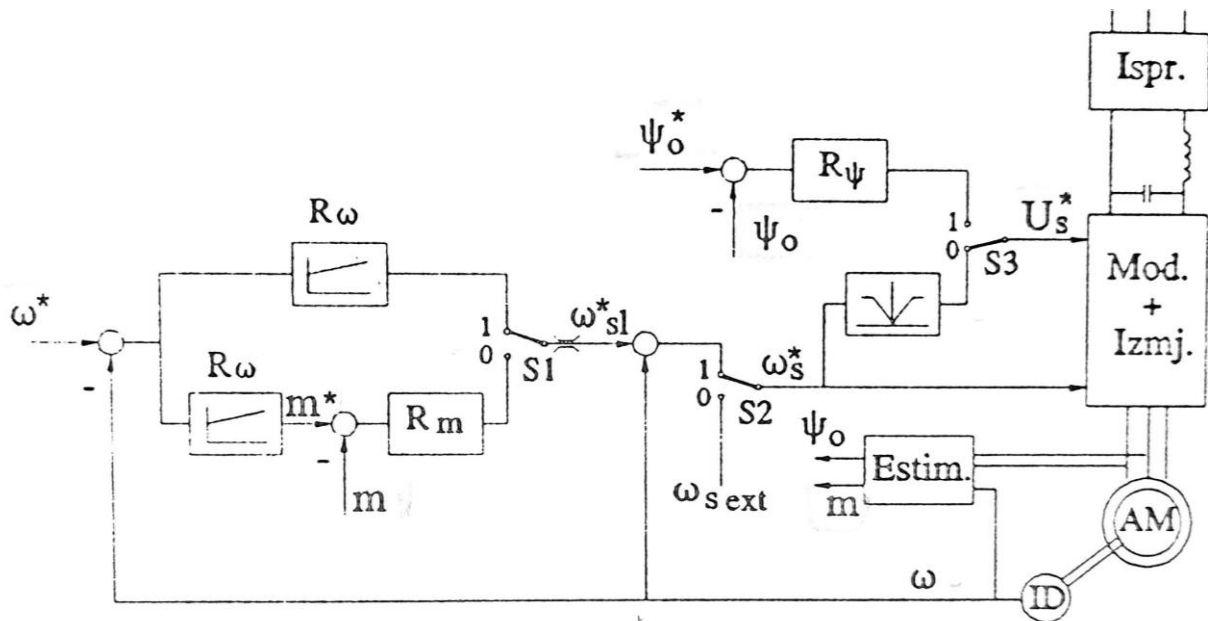 Ispr.
ψo*
Rψ
-
ψo
1
0
S3
Us*
Mod.
+
Izmj.
Rω
ω*
-
Rω
m*
-
m
Rm
1
0
S1
ω*sl
1
0
S2
ωs*
ωs ext
ψo
m
Estim.
AM
ID
ω